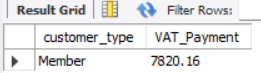 Result Grid Filter Rows:
customer_type VAT_Payment
Member 7820.16